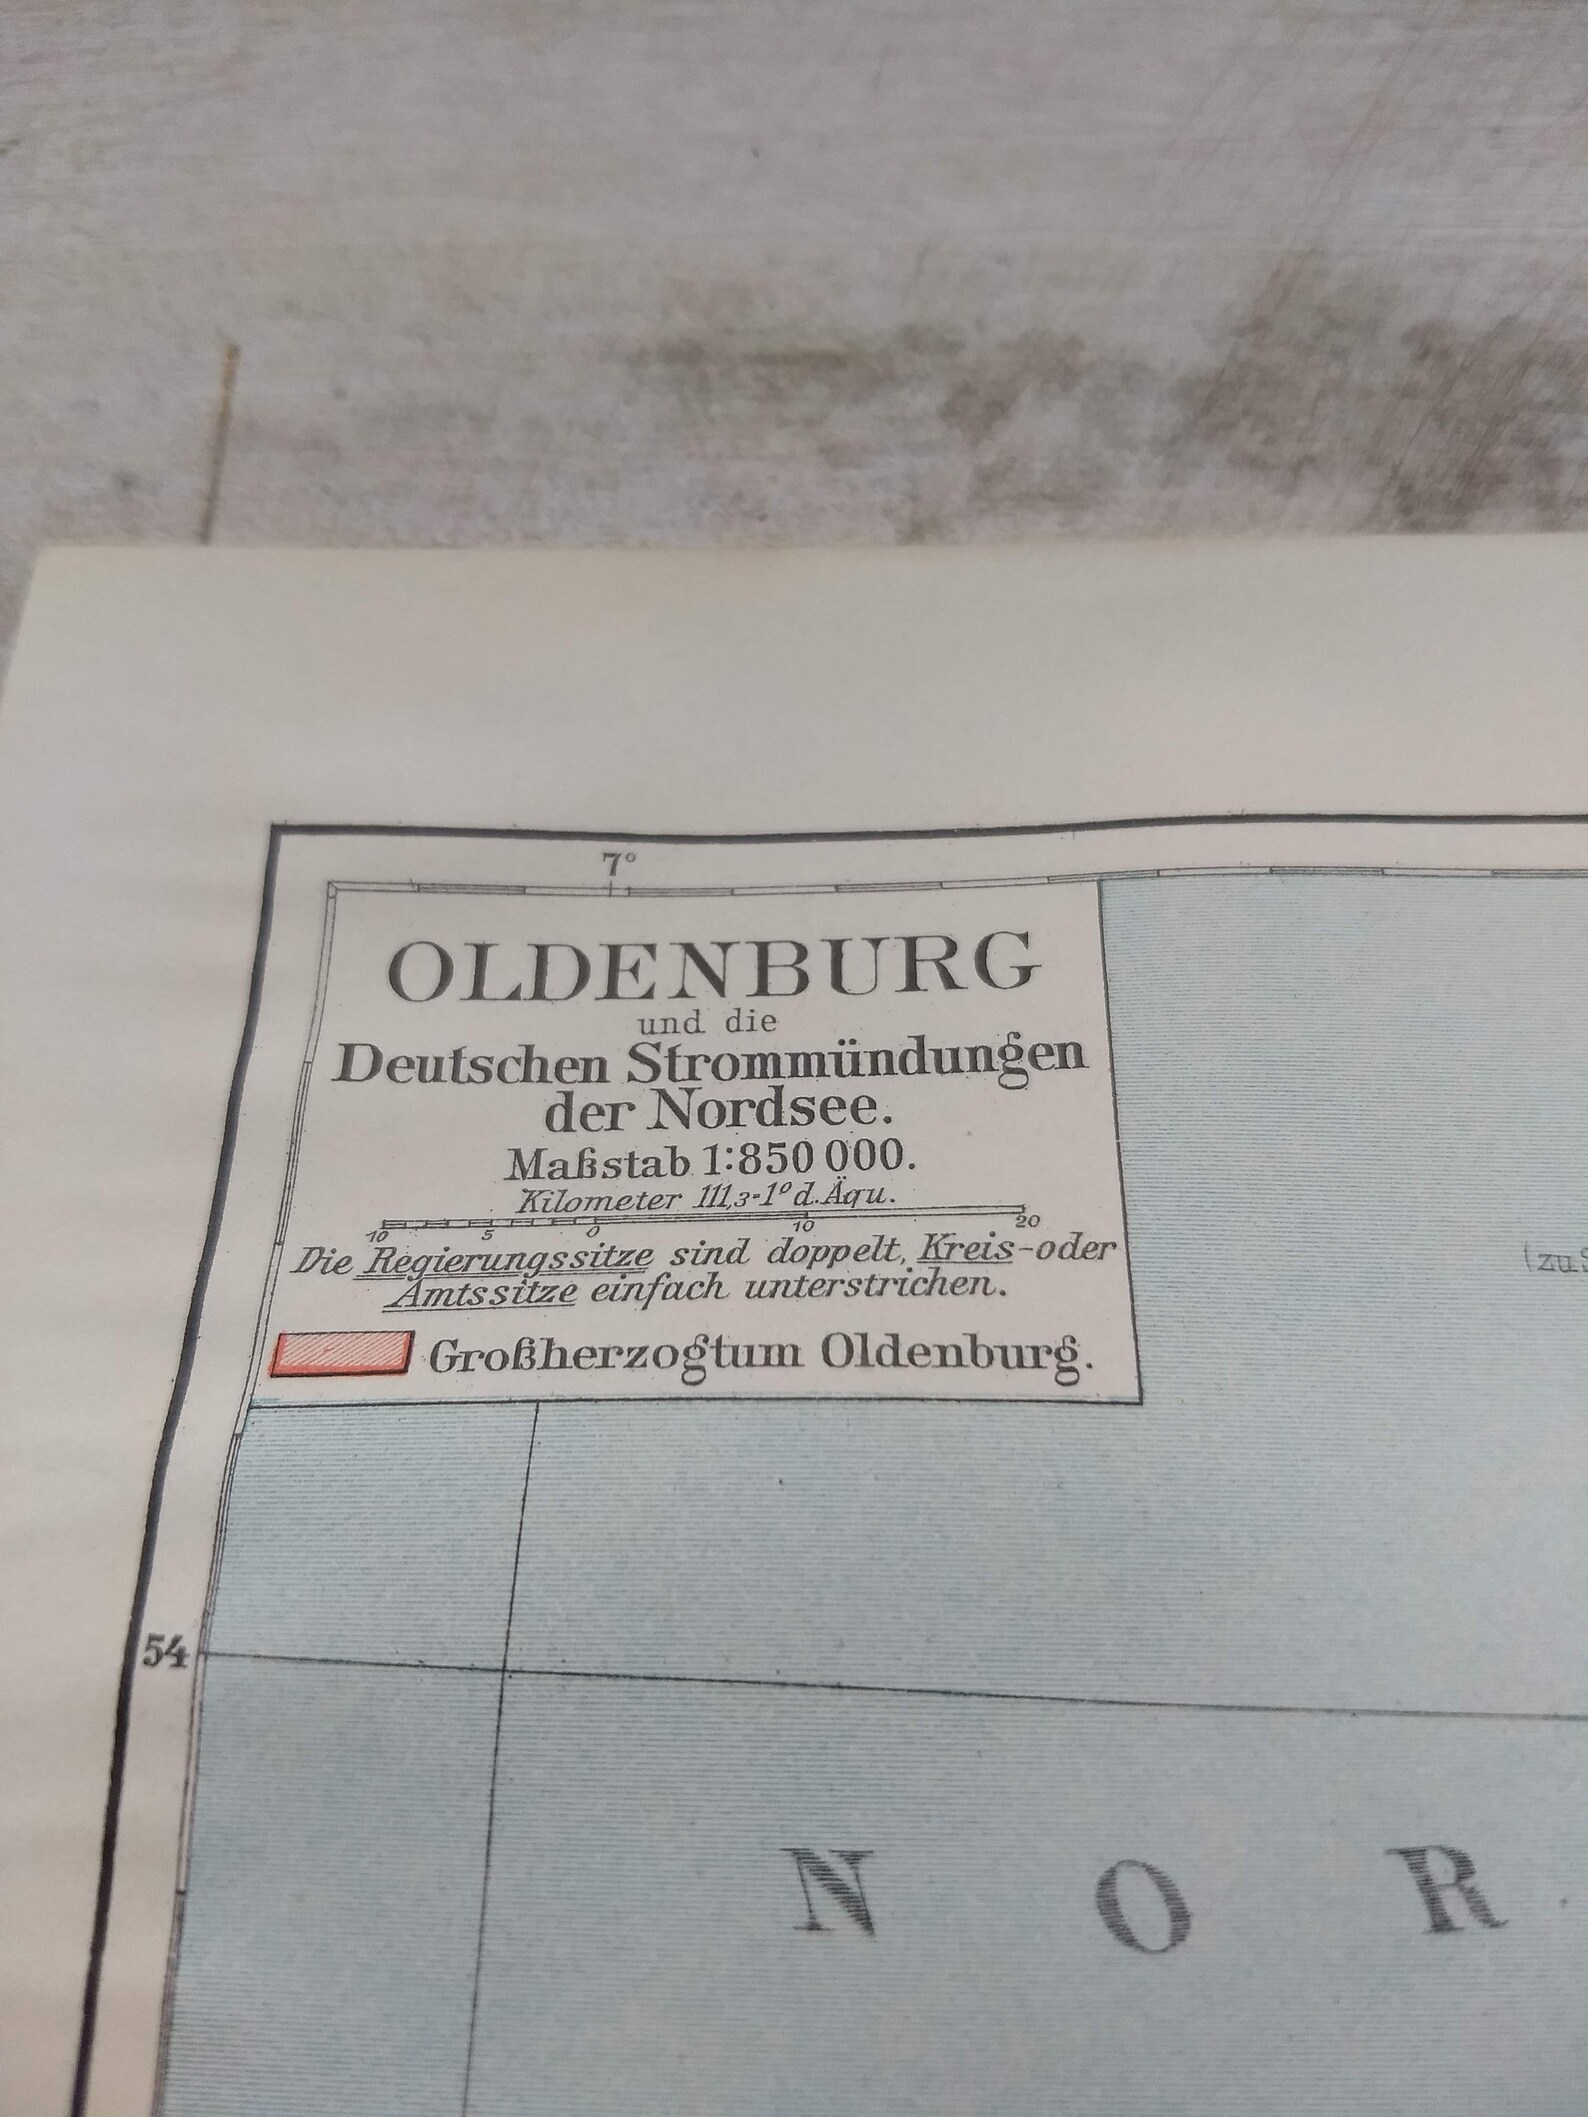 7°
OLDENBURG
und die
Deutschen Strommündungen
der Nordsee.
Maßstab 1:850 000.
Kilometer 111,3=1° d. Äqu.
10 5 0 10 20
Die Regierungssitze sind doppelt, Kreis-oder
Amtssitze einfach unterstrichen.
Großherzogtum Oldenburg.
(zu
54
N O R